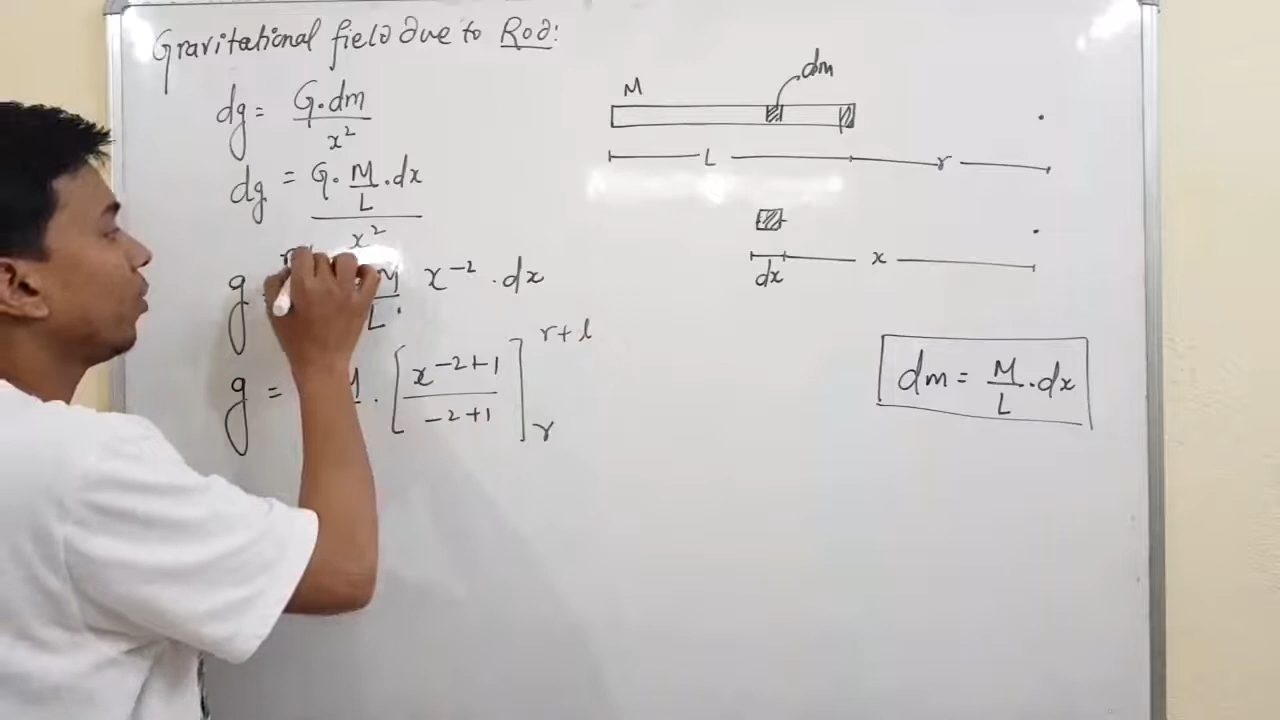 Gravitational field due to Rod:
dg = G.dm
x²
dg = G. M .dx
L
x²
g = M x⁻² .dx
L
g = . [ x⁻²⁺¹ ] r+l
-2+1 r
dm
M
L r
dx x
dm = M .dx
L